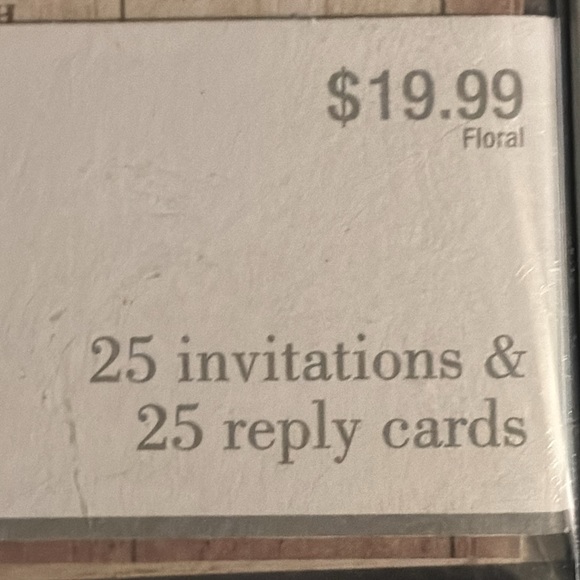 $19.99
Floral
25 invitations &
25 reply cards